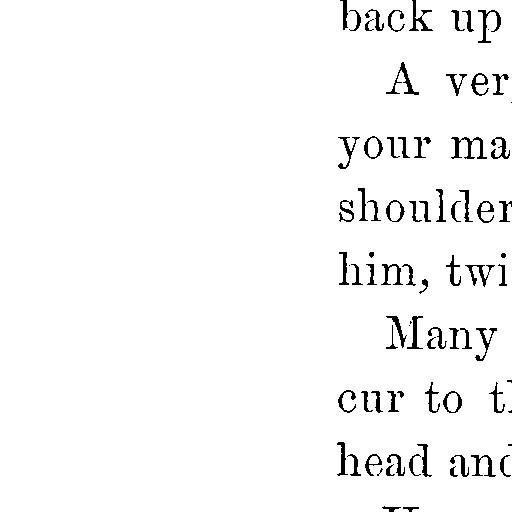 back up
A ver
your ma
shoulder
him, twi
Many
cur to t
head and